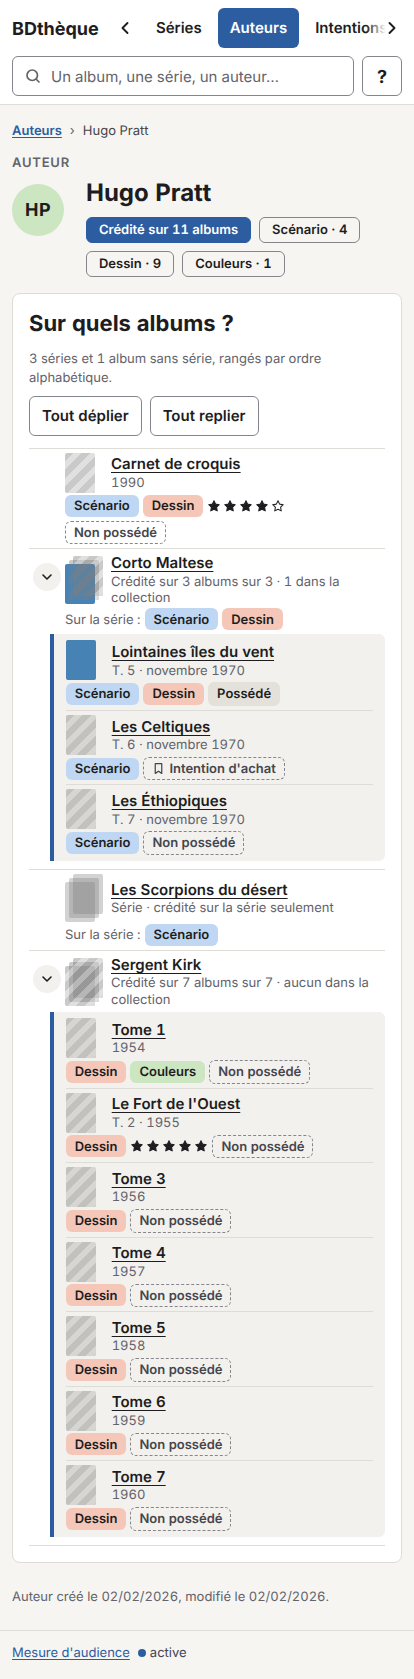 BDthèque Séries Auteurs Intentions
Un album, une série, un auteur... ?
Auteurs › Hugo Pratt
AUTEUR
HP Hugo Pratt
Crédité sur 11 albums Scénario · 4
Dessin · 9 Couleurs · 1
Sur quels albums ?
3 séries et 1 album sans série, rangés par ordre
alphabétique.
Tout déplier Tout replier
Carnet de croquis
1990
Scénario Dessin ★★★★☆
Non possédé
Corto Maltese
Crédité sur 3 albums sur 3 · 1 dans la
collection
Sur la série : Scénario Dessin
Lointaines îles du vent
T. 5 · novembre 1970
Scénario Dessin Possédé
Les Celtiques
T. 6 · novembre 1970
Scénario Intention d'achat
Les Éthiopiques
T. 7 · novembre 1970
Scénario Non possédé
Les Scorpions du désert
Série · crédité sur la série seulement
Sur la série : Scénario
Sergent Kirk
Crédité sur 7 albums sur 7 · aucun dans la
collection
Tome 1
1954
Dessin Couleurs Non possédé
Le Fort de l'Ouest
T. 2 · 1955
Dessin ★★★★★ Non possédé
Tome 3
1956
Dessin Non possédé
Tome 4
1957
Dessin Non possédé
Tome 5
1958
Dessin Non possédé
Tome 6
1959
Dessin Non possédé
Tome 7
1960
Dessin Non possédé
Auteur créé le 02/02/2026, modifié le 02/02/2026.
Mesure d'audience active